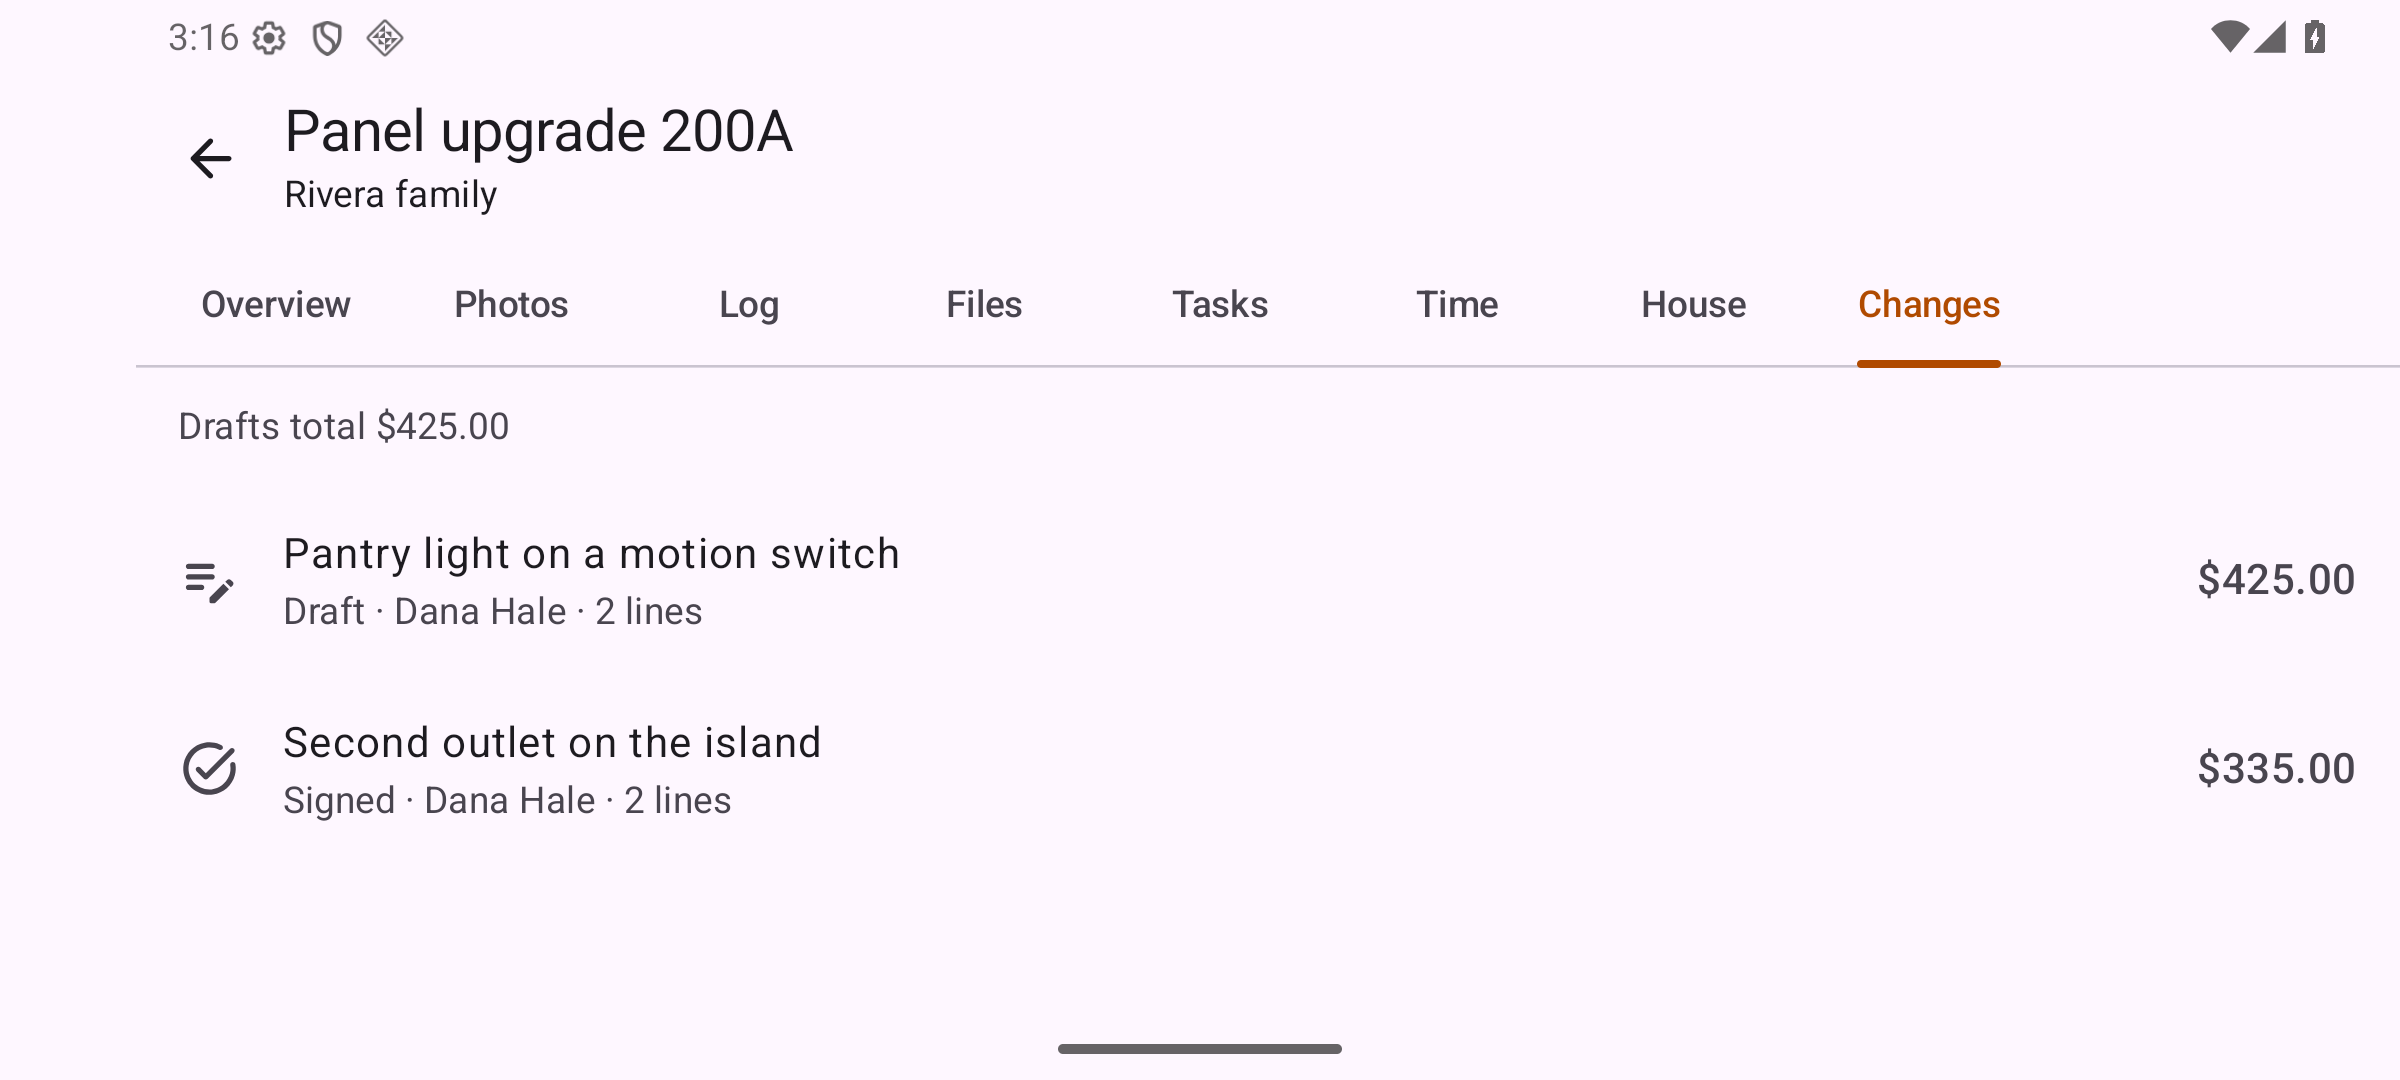 3:16
Panel upgrade 200A
Rivera family
Overview Photos Log Files Tasks Time House Changes
Drafts total $425.00
Pantry light on a motion switch
Draft · Dana Hale · 2 lines
$425.00
Second outlet on the island
Signed · Dana Hale · 2 lines
$335.00